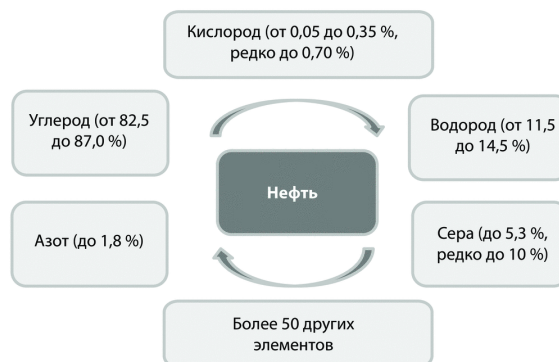 Кислород (от 0,05 до 0,35 %,
редко до 0,70 %)
Углерод (от 82,5
до 87,0 %)
Водород (от 11,5
до 14,5 %)
Нефть
Азот (до 1,8 %)
Сера (до 5,3 %,
редко до 10 %)
Более 50 других
элементов